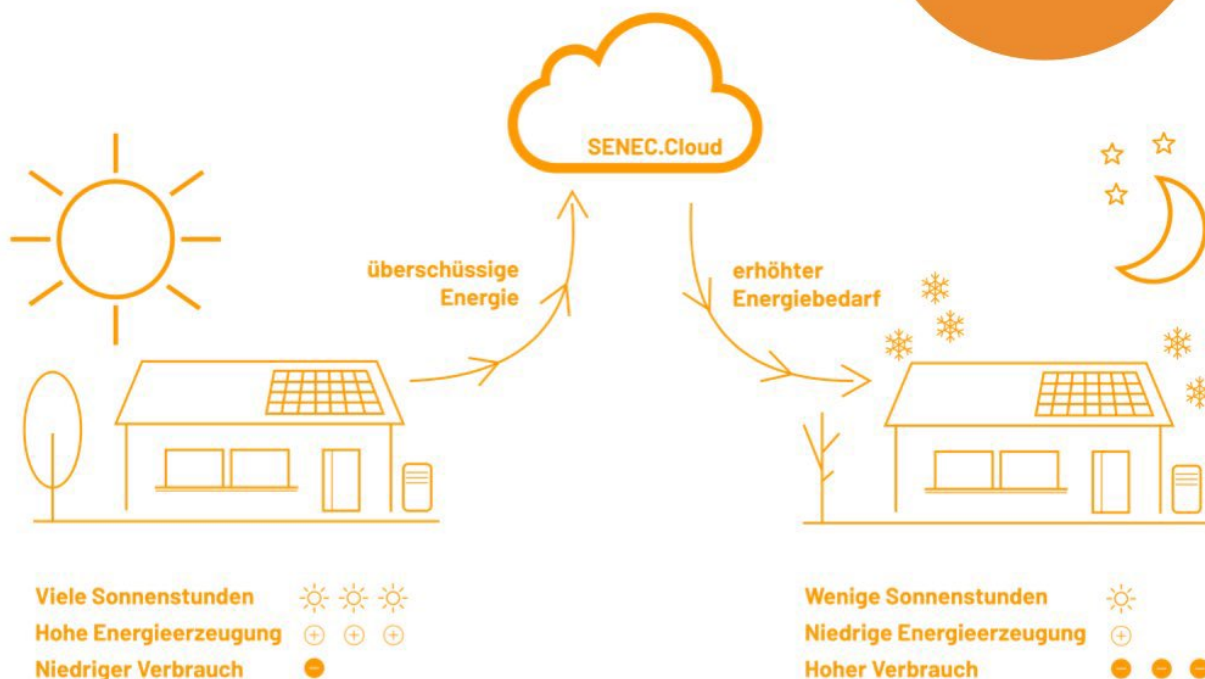 SENEC.Cloud
überschüssige
Energie
erhöhter
Energiebedarf
Viele Sonnenstunden
Hohe Energieerzeugung
Niedriger Verbrauch
Wenige Sonnenstunden
Niedrige Energieerzeugung
Hoher Verbrauch